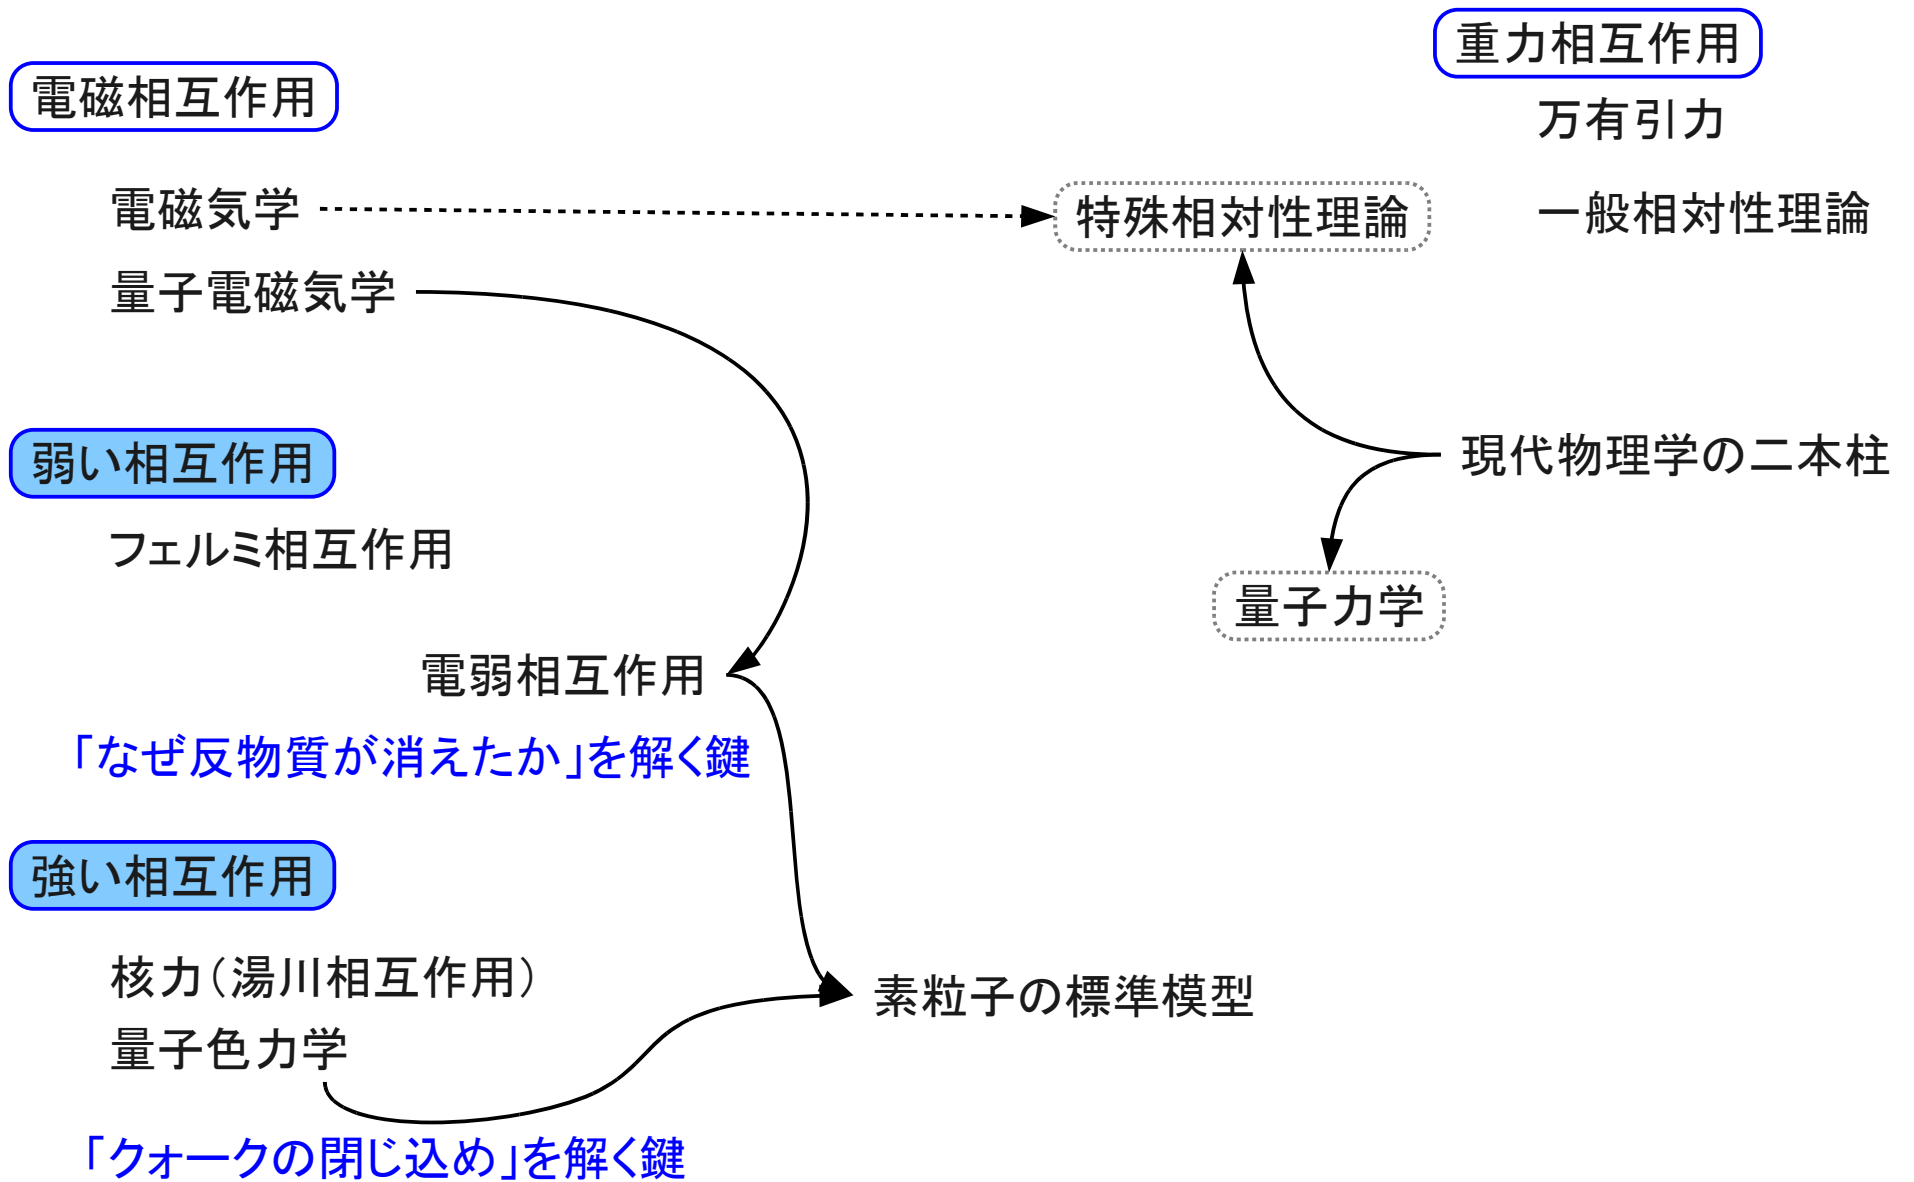 重力相互作用
電磁相互作用
万有引力
電磁気学
特殊相対性理論
一般相対性理論
量子電磁気学
弱い相互作用
現代物理学の二本柱
フェルミ相互作用
量子力学
電弱相互作用
「なぜ反物質が消えたか」を解く鍵
強い相互作用
核力（湯川相互作用）
素粒子の標準模型
量子色力学
「クォークの閉じ込め」を解く鍵